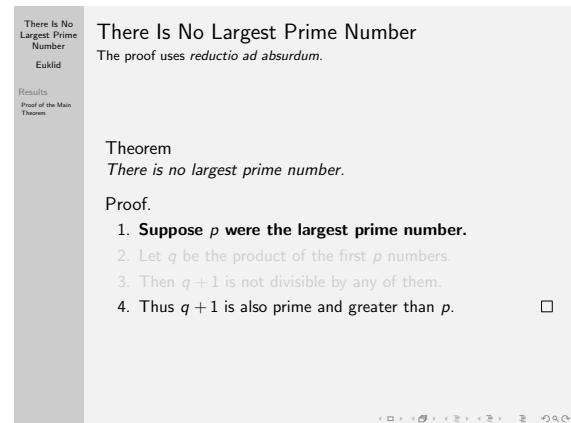 There Is No
Largest Prime
Number
Euklid
Results
Proof of the Main
Theorem
There Is No Largest Prime Number
The proof uses reductio ad absurdum.
Theorem
There is no largest prime number.
Proof.
1. Suppose p were the largest prime number.
2. Let q be the product of the first p numbers.
3. Then q + 1 is not divisible by any of them.
4. Thus q + 1 is also prime and greater than p.